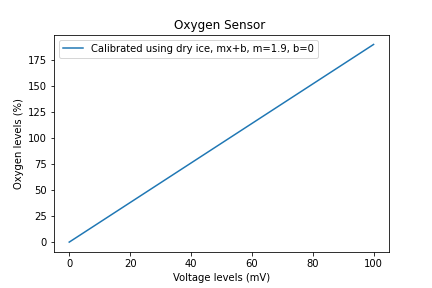 Oxygen Sensor
Calibrated using dry ice, mx+b, m=1.9, b=0
175
150
125
100
75
50
25
0
Oxygen levels (%)
0 20 40 60 80 100
Voltage levels (mV)